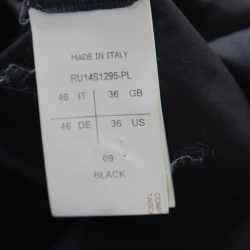 MADE IN ITALY
RU14S1295-PL
46 IT 36 GB
46 DE 36 US
09
BLACK